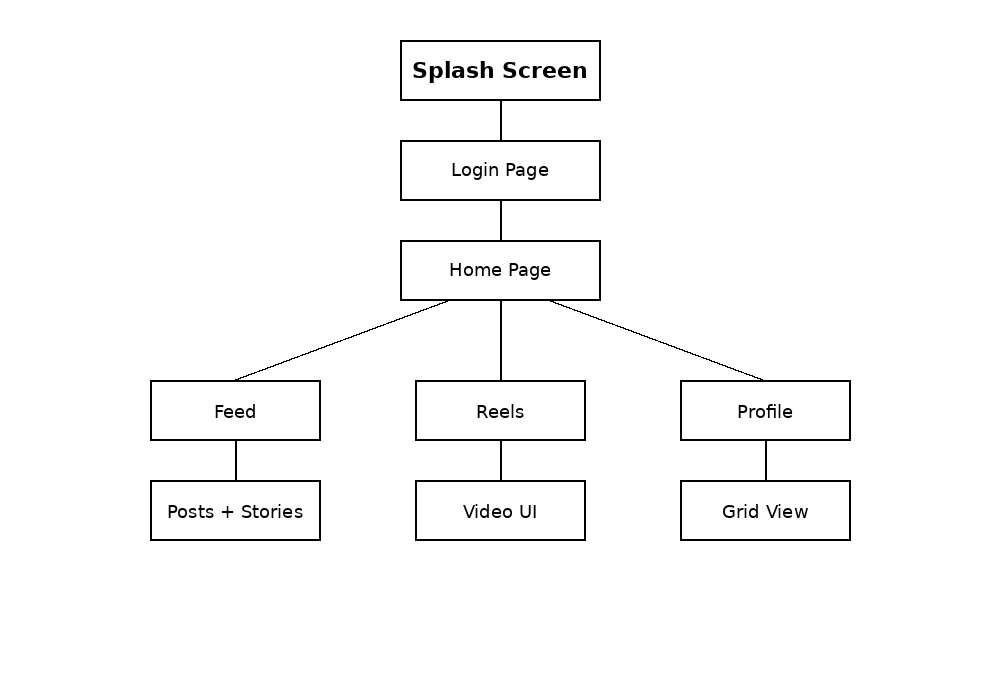 Splash Screen
Login Page
Home Page
Feed
Reels
Profile
Posts + Stories
Video UI
Grid View